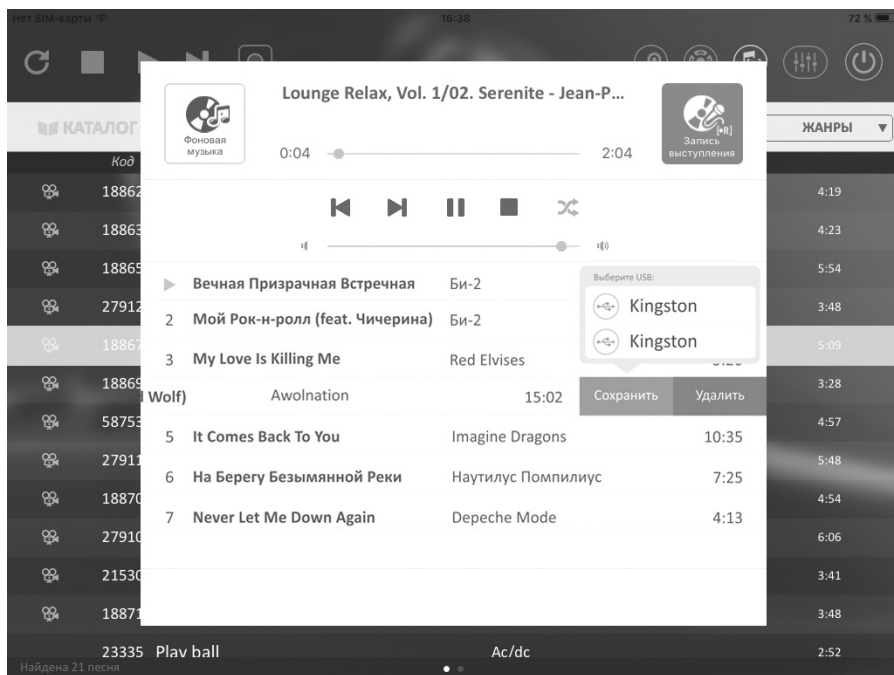 Нет SIM-карты 16:38 72 %
Lounge Relax, Vol. 1/02. Serenite - Jean-P...
Фоновая
музыка
0:04 2:04
[•R]
Запись
выступления
КАТАЛОГ ЖАНРЫ
Код
18862 4:19
18863 4:23
18865 5:54
Выберите USB:
Вечная Призрачная Встречная Би-2
Kingston
27912 3:48
2 Мой Рок-н-ролл (feat. Чичерина) Би-2
Kingston
18867 5:09
3 My Love Is Killing Me Red Elvises
18869 3:28
Wolf) Awolnation 15:02 Сохранить Удалить
58753 4:57
5 It Comes Back To You Imagine Dragons 10:35
27911 5:48
6 На Берегу Безымянной Реки Наутилус Помпилиус 7:25
18870 4:54
7 Never Let Me Down Again Depeche Mode 4:13
27910 6:06
21530 3:41
18871 3:48
23335 Play ball Ac/dc 2:52
Найдена 21 песня